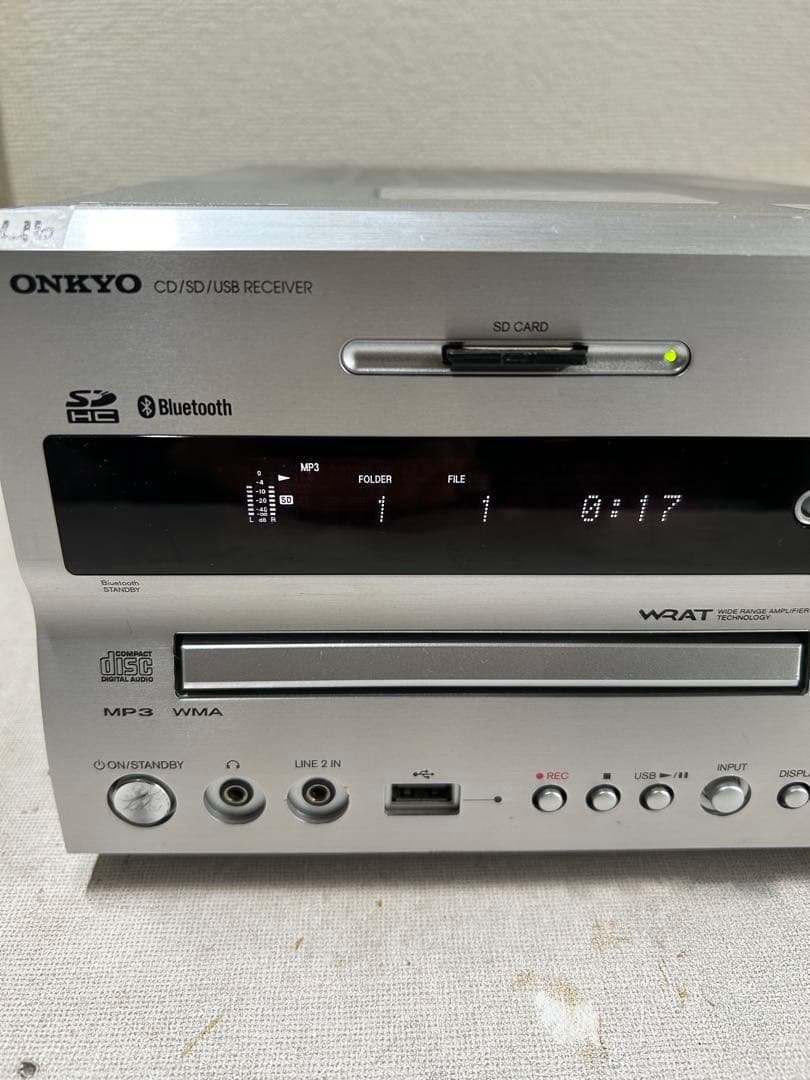 ONKYO CD/SD/USB RECEIVER
SD CARD
SD HC Bluetooth
MP3
FOLDER FILE
1 1 0:17
0
-4
-10
-20
-40
-∞
L dB R
SD
Bluetooth
STANDBY
WRAT WIDE RANGE AMPLIFIER
TECHNOLOGY
COMPACT
disc
DIGITAL AUDIO
MP3 WMA
ON/STANDBY
LINE 2 IN
REC
USB ►/▮▮
INPUT
DISPL